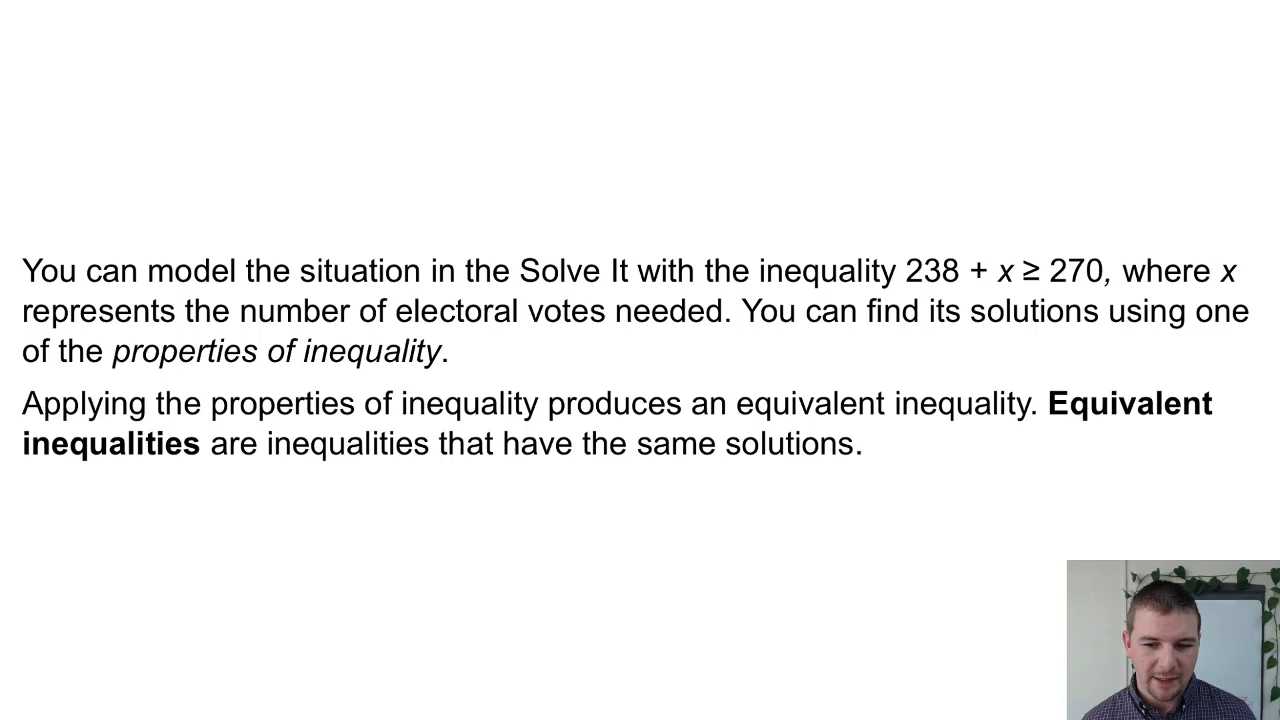 You can model the situation in the Solve It with the inequality 238 + x ≥ 270, where x
represents the number of electoral votes needed. You can find its solutions using one
of the properties of inequality.
Applying the properties of inequality produces an equivalent inequality. Equivalent
inequalities are inequalities that have the same solutions.